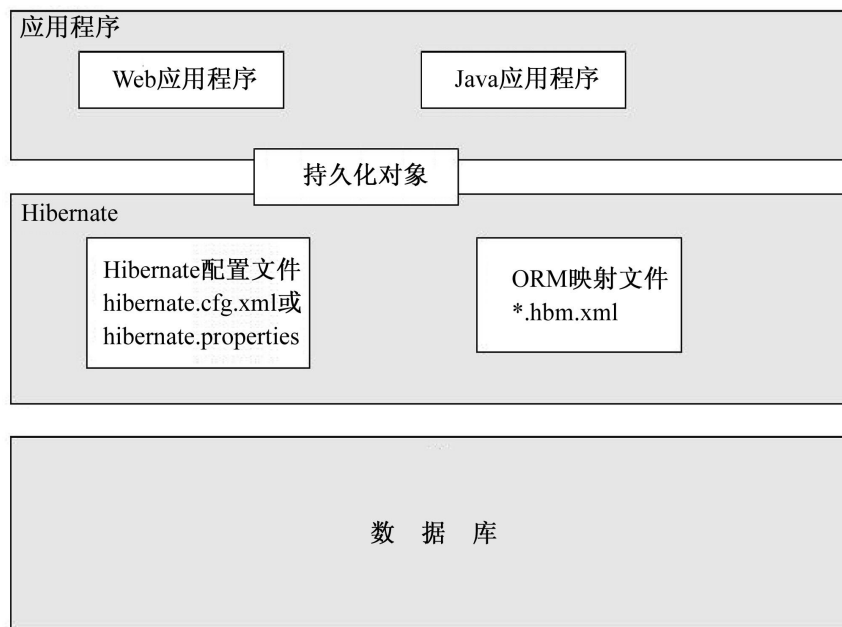 应用程序
Web应用程序
Java应用程序
持久化对象
Hibernate
Hibernate配置文件
hibernate.cfg.xml或
hibernate.properties
ORM映射文件
*.hbm.xml
数 据 库